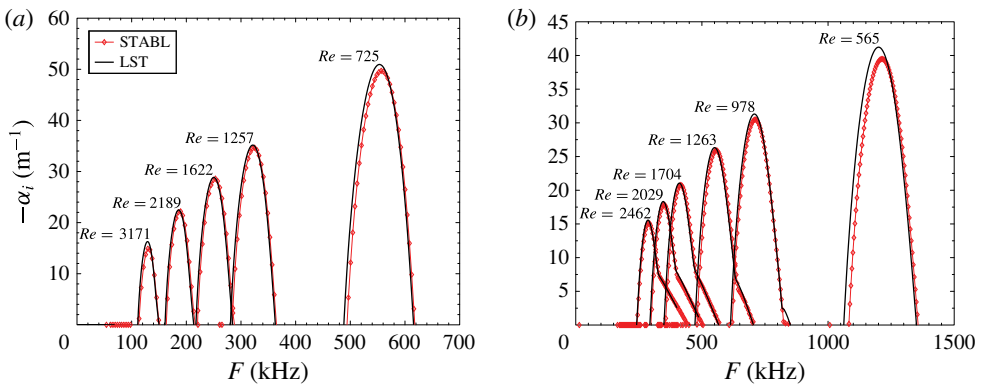 (a)
60
50
40
30
20
10
0
−αi (m−1)
STABL
LST
Re = 725
Re = 1257
Re = 1622
Re = 2189
Re = 3171
0 100 200 300 400 500 600 700
F (kHz)
(b)
45
40
35
30
25
20
15
10
5
0
Re = 565
Re = 978
Re = 1263
Re = 1704
Re = 2029
Re = 2462
0 500 1000 1500
F (kHz)